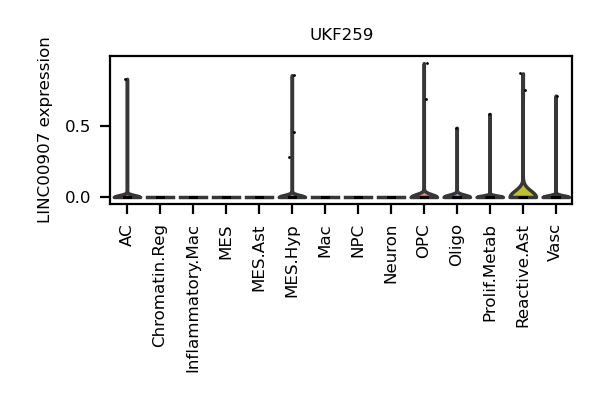 UKF259
LINC00907 expression
0.5
0.0
AC
Chromatin.Reg
Inflammatory.Mac
MES
MES.Ast
MES.Hyp
Mac
NPC
Neuron
OPC
Oligo
Prolif.Metab
Reactive.Ast
Vasc